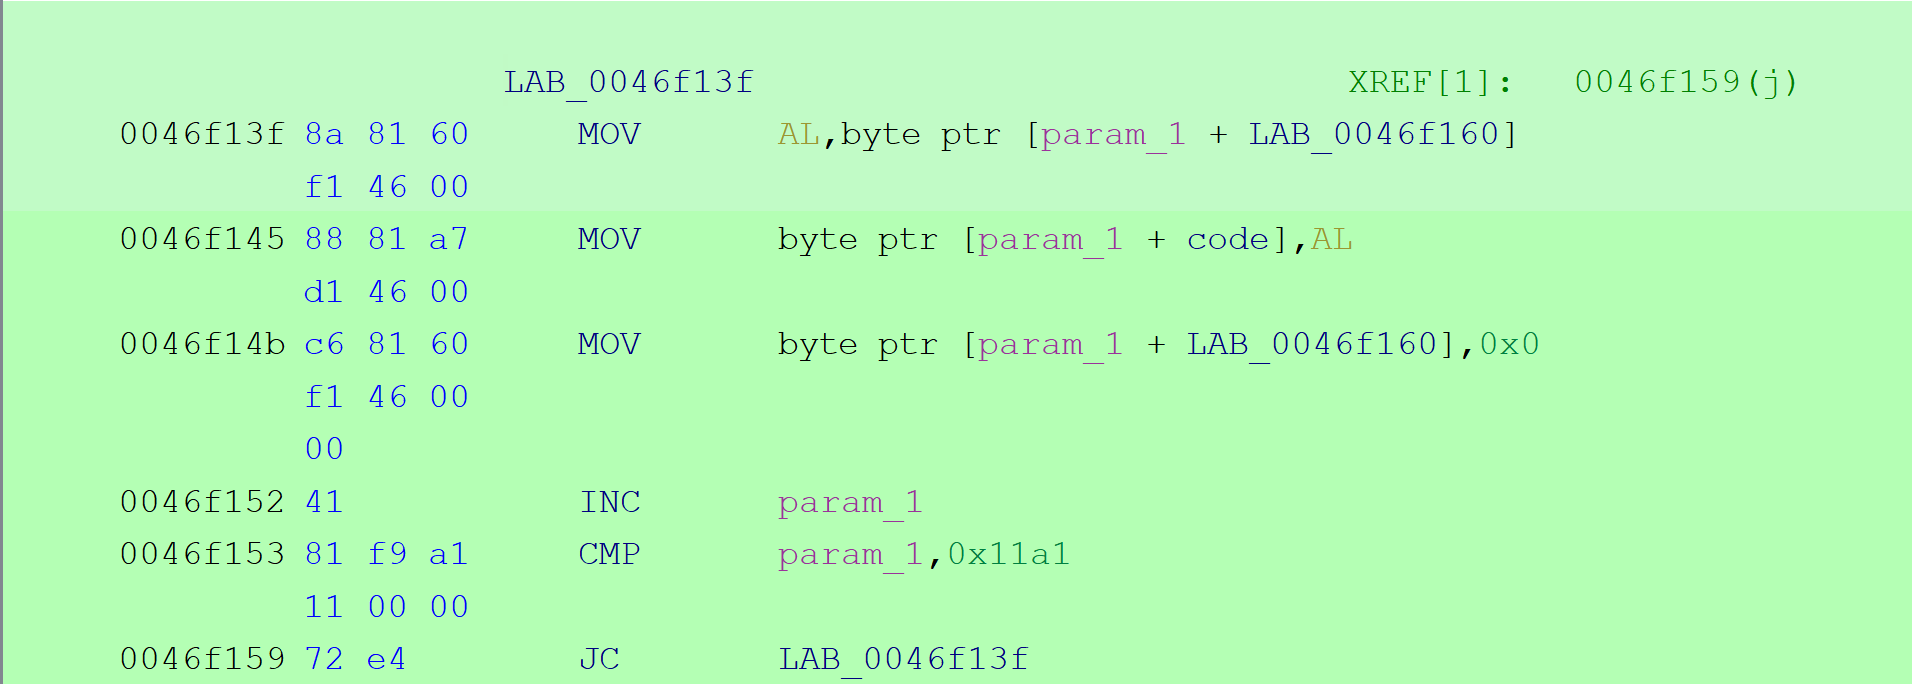 LAB_0046f13f XREF[1]: 0046f159(j)
0046f13f 8a 81 60 MOV AL,byte ptr [param_1 + LAB_0046f160]
f1 46 00
0046f145 88 81 a7 MOV byte ptr [param_1 + code],AL
d1 46 00
0046f14b c6 81 60 MOV byte ptr [param_1 + LAB_0046f160],0x0
f1 46 00
00
0046f152 41 INC param_1
0046f153 81 f9 a1 CMP param_1,0x11a1
11 00 00
0046f159 72 e4 JC LAB_0046f13f